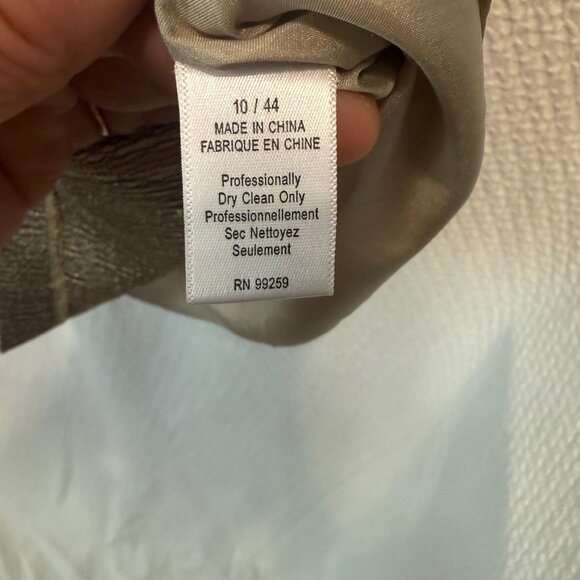 10 / 44
MADE IN CHINA
FABRIQUE EN CHINE
Professionally
Dry Clean Only
Professionnellement
Sec Nettoyez
Seulement
RN 99259